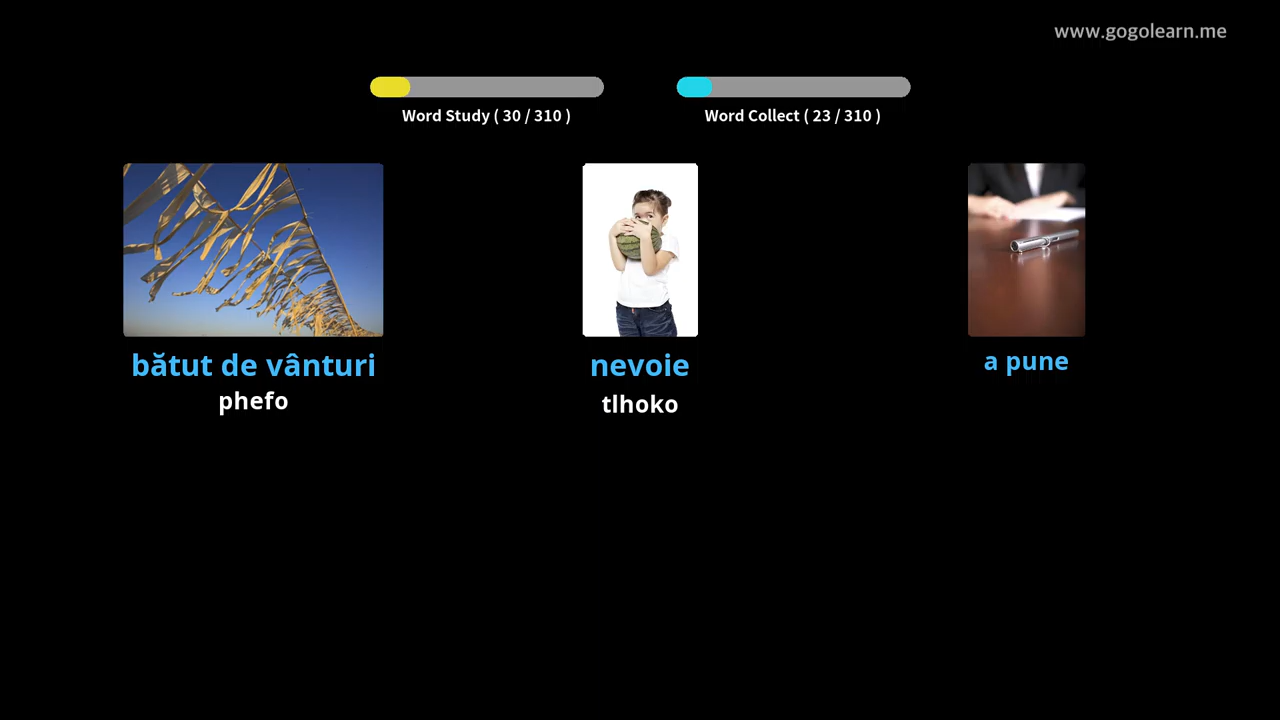 www.gogolearn.me
Word Study ( 30 / 310 )
Word Collect ( 23 / 310 )
bătut de vânturi
phefo
nevoie
tlhoko
a pune